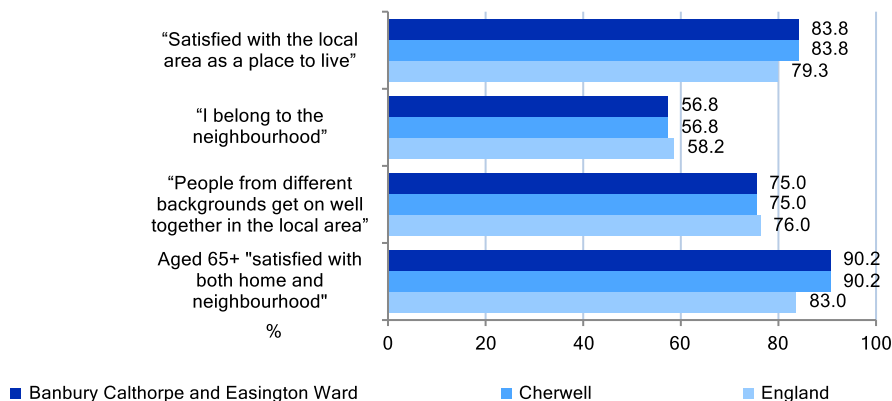 “Satisfied with the local
area as a place to live”
83.8
83.8
79.3
“I belong to the
neighbourhood”
56.8
56.8
58.2
“People from different
backgrounds get on well
together in the local area”
75.0
75.0
76.0
Aged 65+ "satisfied with
both home and
neighbourhood"
90.2
90.2
83.0
%
0 20 40 60 80 100
Banbury Calthorpe and Easington Ward Cherwell England